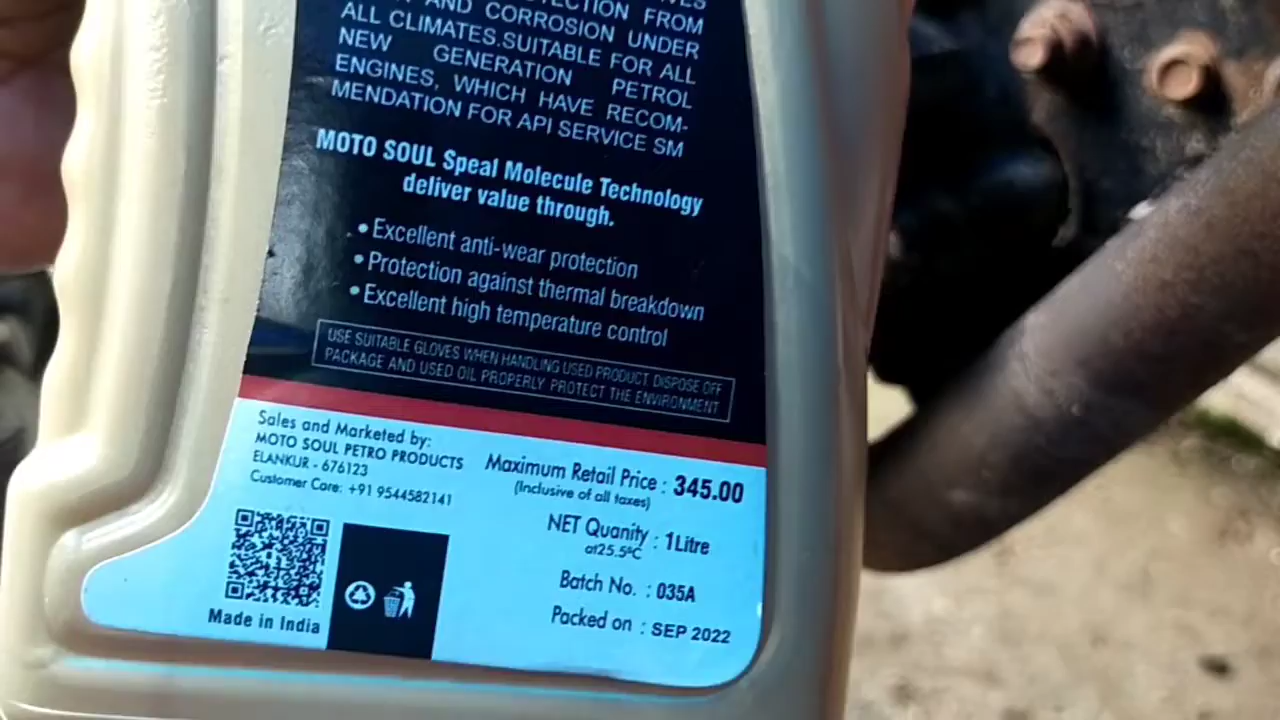 OTECTION FROM
AND CORROSION UNDER
ALL CLIMATES.SUITABLE FOR ALL
NEW GENERATION PETROL
ENGINES, WHICH HAVE RECOM-
MENDATION FOR API SERVICE SM
MOTO SOUL Speal Molecule Technology
deliver value through.
• Excellent anti-wear protection
• Protection against thermal breakdown
• Excellent high temperature control
USE SUITABLE GLOVES WHEN HANDLING USED PRODUCT DISPOSE OFF
PACKAGE AND USED OIL PROPERLY PROTECT THE ENVIRONMENT
Sales and Marketed by:
MOTO SOUL PETRO PRODUCTS
ELANKUR - 676123
Customer Care: +91 9544582141
Made in India
Maximum Retail Price : 345.00
(Inclusive of all taxes)
NET Quanity : 1Litre
at25.5°C
Batch No. : 035A
Packed on : SEP 2022